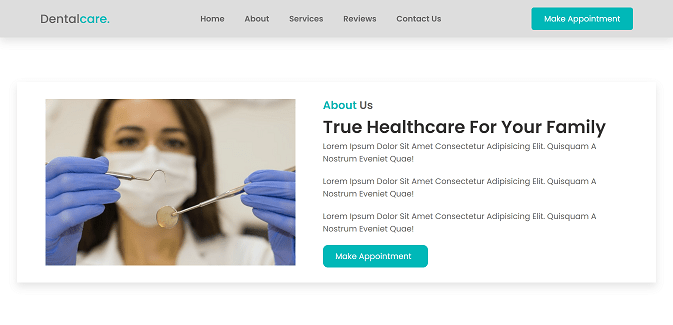 Dentalcare.
Home About Services Reviews Contact Us
Make Appointment
About Us
True Healthcare For Your Family
Lorem Ipsum Dolor Sit Amet Consectetur Adipisicing Elit. Quisquam A
Nostrum Eveniet Quae!
Lorem Ipsum Dolor Sit Amet Consectetur Adipisicing Elit. Quisquam A
Nostrum Eveniet Quae!
Lorem Ipsum Dolor Sit Amet Consectetur Adipisicing Elit. Quisquam A
Nostrum Eveniet Quae!
Make Appointment